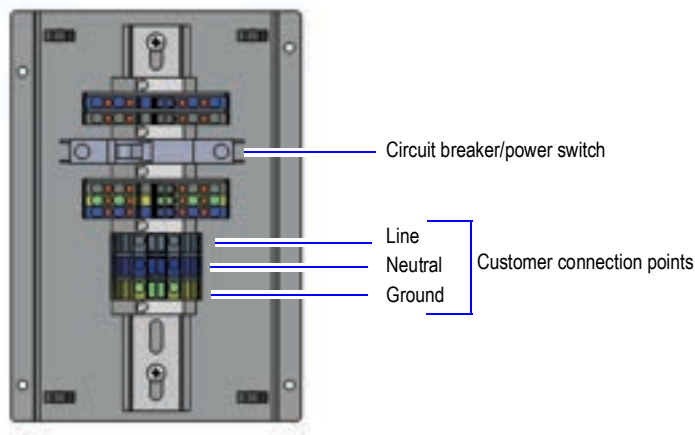 Circuit breaker/power switch
Line
Neutral
Customer connection points
Ground